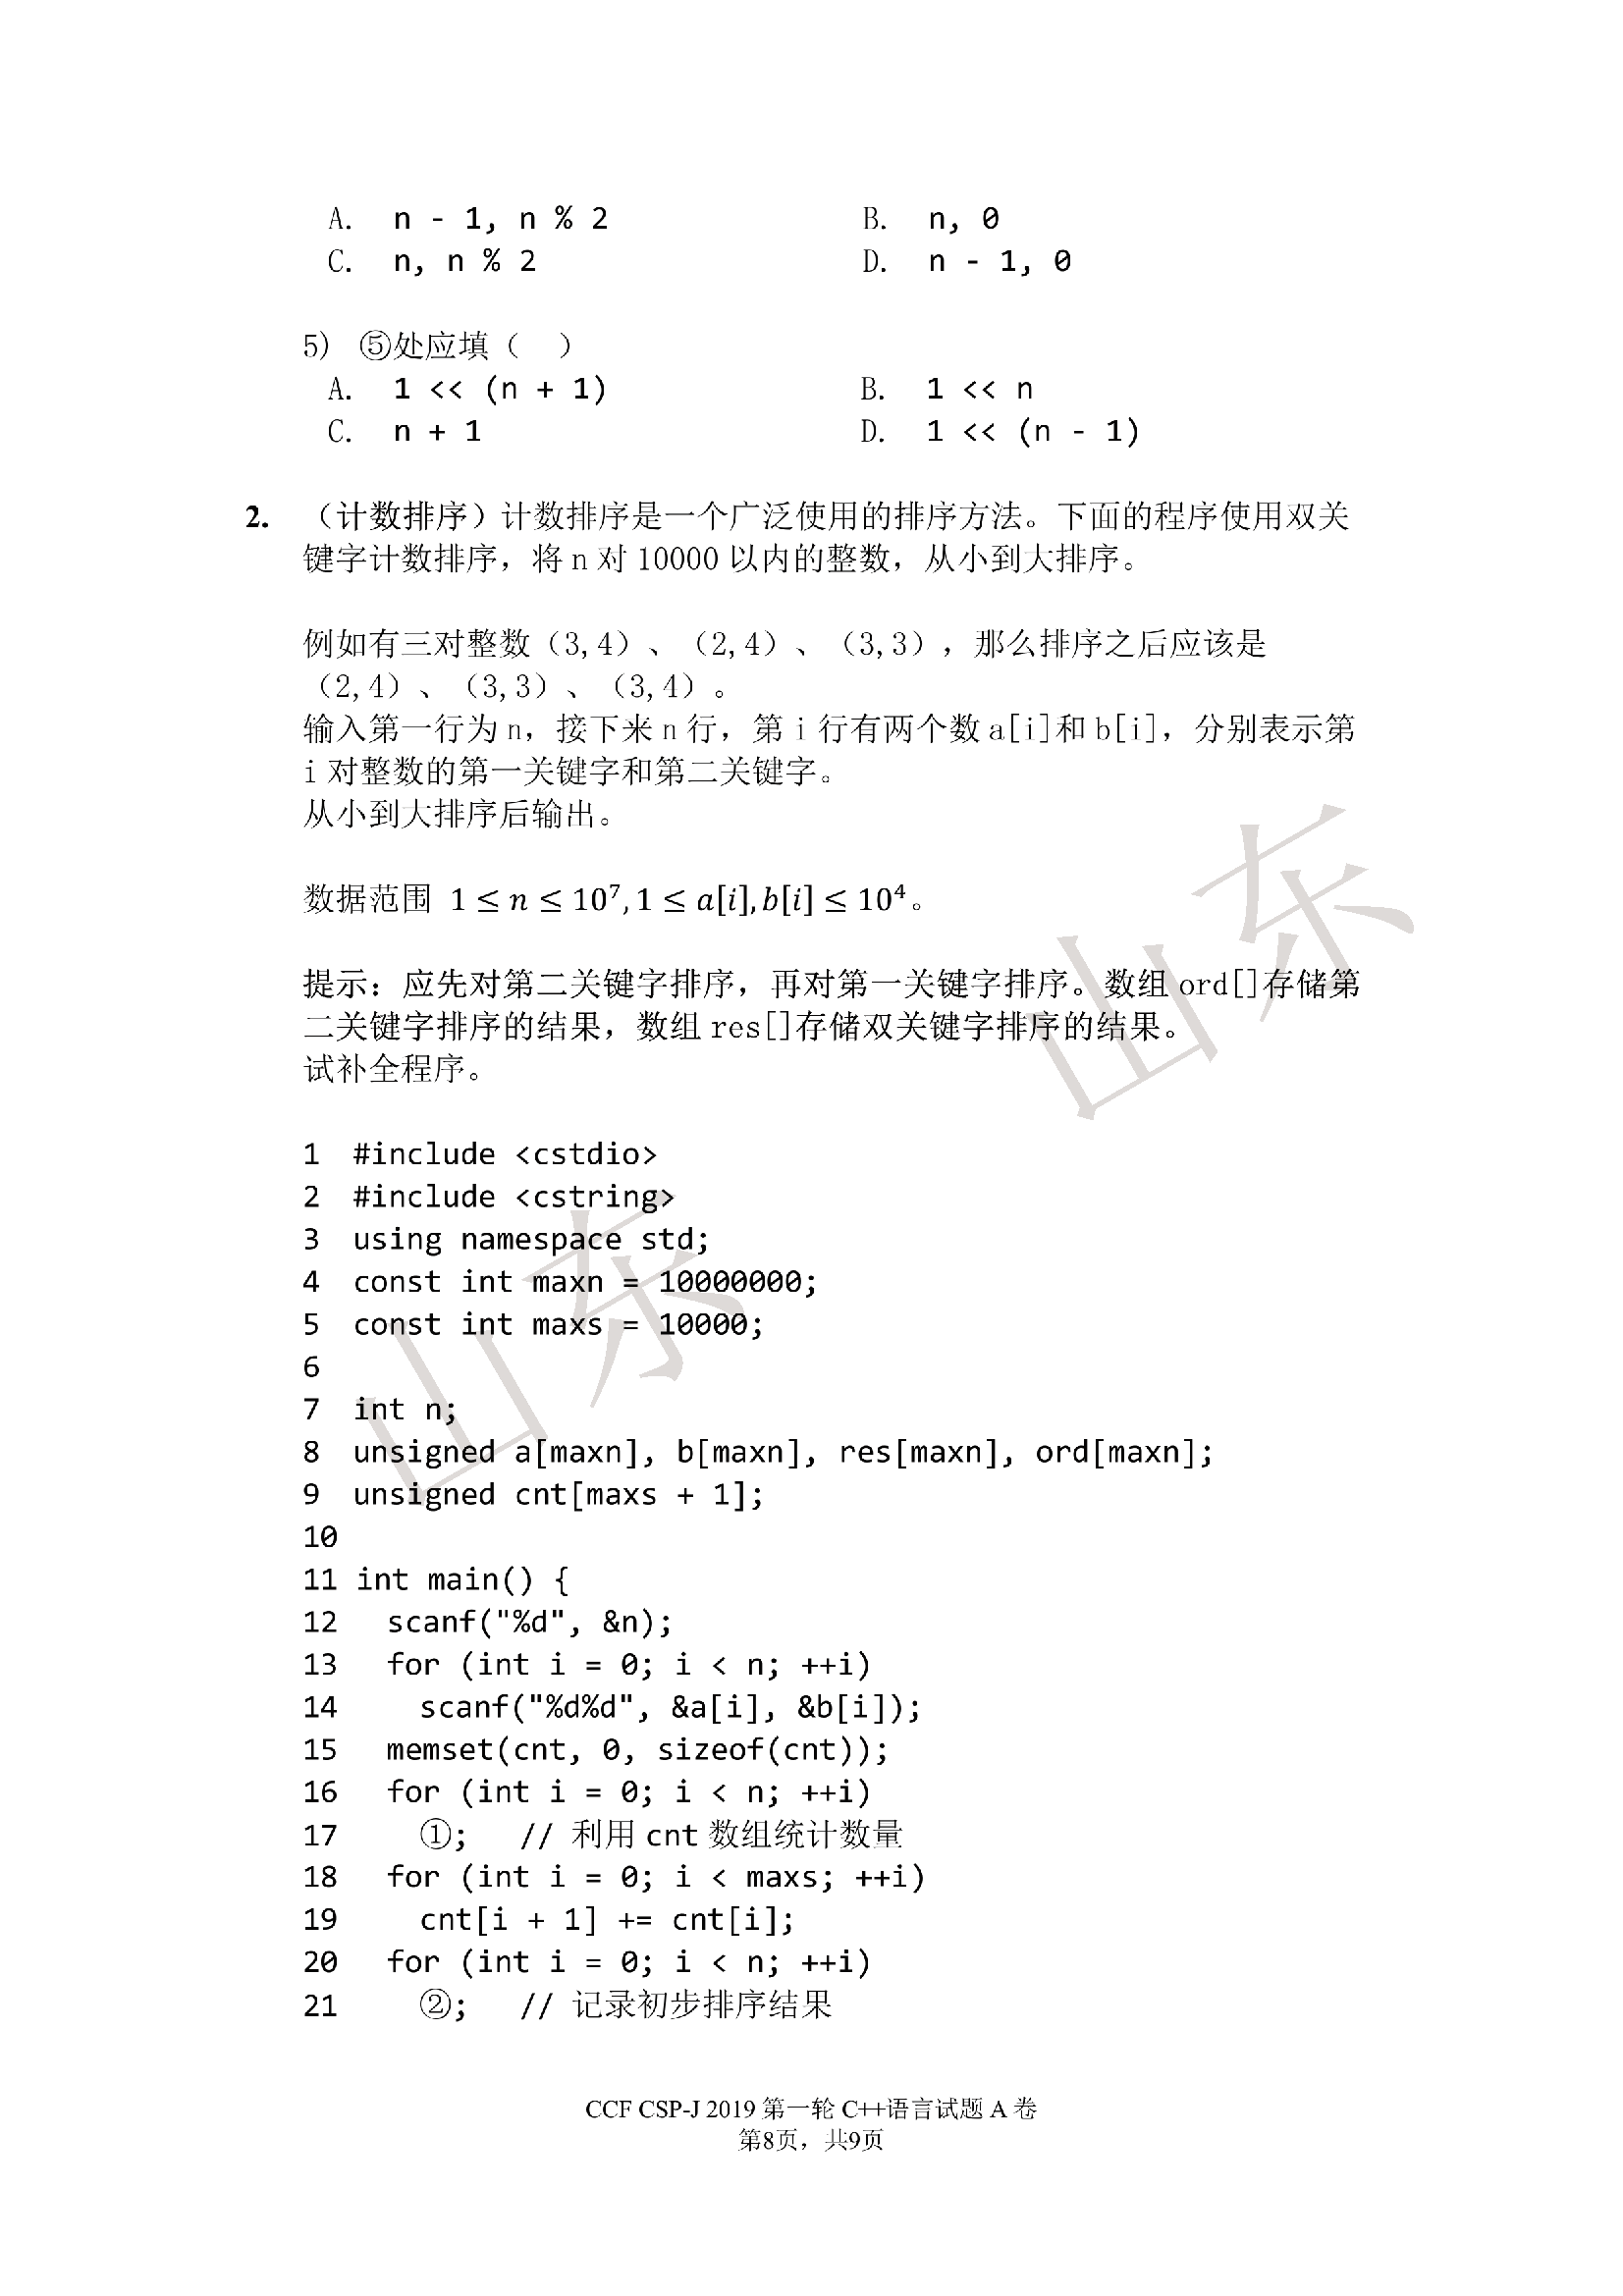 A. n - 1, n % 2 B. n, 0
C. n, n % 2 D. n - 1, 0
5) ⑤处应填（ ）
A. 1 << (n + 1) B. 1 << n
C. n + 1 D. 1 << (n - 1)
2. （计数排序）计数排序是一个广泛使用的排序方法。下面的程序使用双关
键字计数排序，将 n 对 10000 以内的整数，从小到大排序。
例如有三对整数（3,4）、（2,4）、（3,3），那么排序之后应该是
（2,4）、（3,3）、（3,4）。
输入第一行为 n，接下来 n 行，第 i 行有两个数 a[i]和 b[i]，分别表示第
i 对整数的第一关键字和第二关键字。
从小到大排序后输出。
数据范围 1 ≤ n ≤ 10⁷, 1 ≤ a[i], b[i] ≤ 10⁴。
提示：应先对第二关键字排序，再对第一关键字排序。数组 ord[]存储第
二关键字排序的结果，数组 res[]存储双关键字排序的结果。
试补全程序。
1 #include <cstdio>
2 #include <cstring>
3 using namespace std;
4 const int maxn = 10000000;
5 const int maxs = 10000;
6
7 int n;
8 unsigned a[maxn], b[maxn], res[maxn], ord[maxn];
9 unsigned cnt[maxs + 1];
10
11 int main() {
12 scanf("%d", &n);
13 for (int i = 0; i < n; ++i)
14 scanf("%d%d", &a[i], &b[i]);
15 memset(cnt, 0, sizeof(cnt));
16 for (int i = 0; i < n; ++i)
17 ①; // 利用 cnt 数组统计数量
18 for (int i = 0; i < maxs; ++i)
19 cnt[i + 1] += cnt[i];
20 for (int i = 0; i < n; ++i)
21 ②; // 记录初步排序结果
CCF CSP-J 2019 第一轮 C++语言试题 A 卷
第8页，共9页
山东
山东